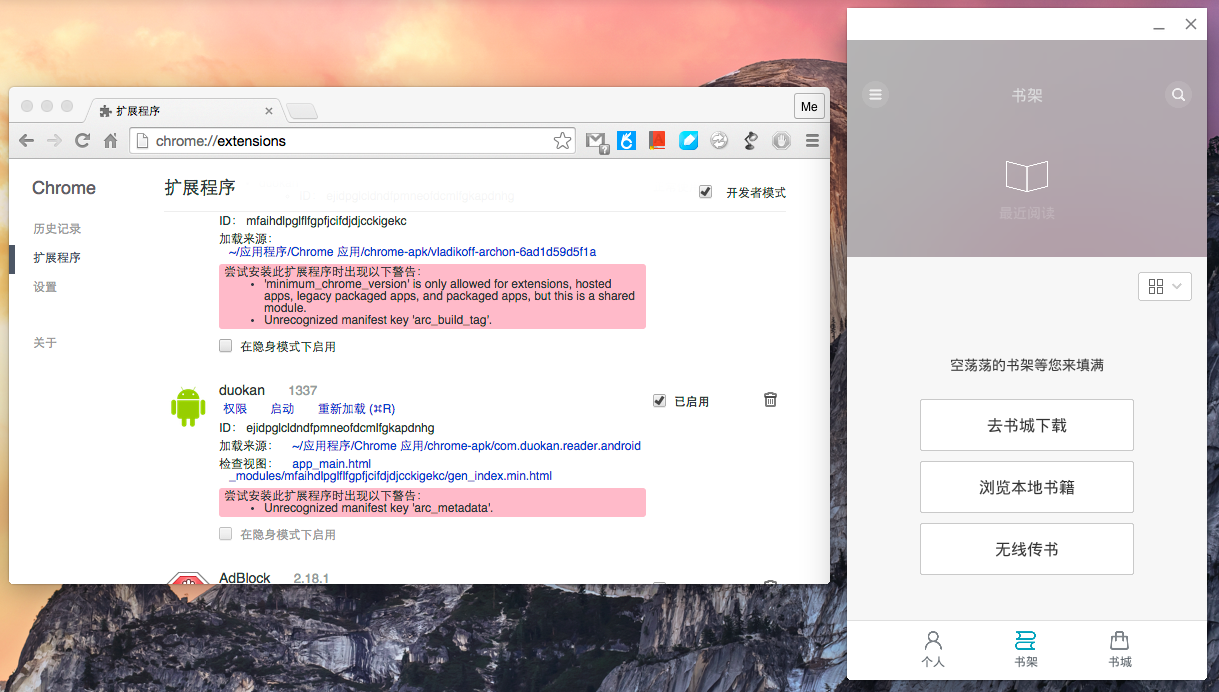 扩展程序
Me
chrome://extensions
Chrome
历史记录
扩展程序
设置
关于
扩展程序
开发者模式
ID: ejidpglcldndfpmneofdcmlfgkapdnhg
ID: mfaihdlpglflfgpfjcifdjdjcckigekc
加载来源:
~/应用程序/Chrome 应用/chrome-apk/vladikoff-archon-6ad1d59d5f1a
尝试安装此扩展程序时出现以下警告:
• 'minimum_chrome_version' is only allowed for extensions, hosted
apps, legacy packaged apps, and packaged apps, but this is a shared
module.
• Unrecognized manifest key 'arc_build_tag'.
在隐身模式下启用
duokan 1337
已启用
权限 启动 重新加载 (⌘R)
ID: ejidpglcldndfpmneofdcmlfgkapdnhg
加载来源: ~/应用程序/Chrome 应用/chrome-apk/com.duokan.reader.android
检查视图: app_main.html
_modules/mfaihdlpglflfgpfjcifdjdjcckigekc/gen_index.min.html
尝试安装此扩展程序时出现以下警告:
• Unrecognized manifest key 'arc_metadata'.
在隐身模式下启用
AdBlock 2.18.1
书架
最近阅读
空荡荡的书架等您来填满
去书城下载
浏览本地书籍
无线传书
个人
书架
书城